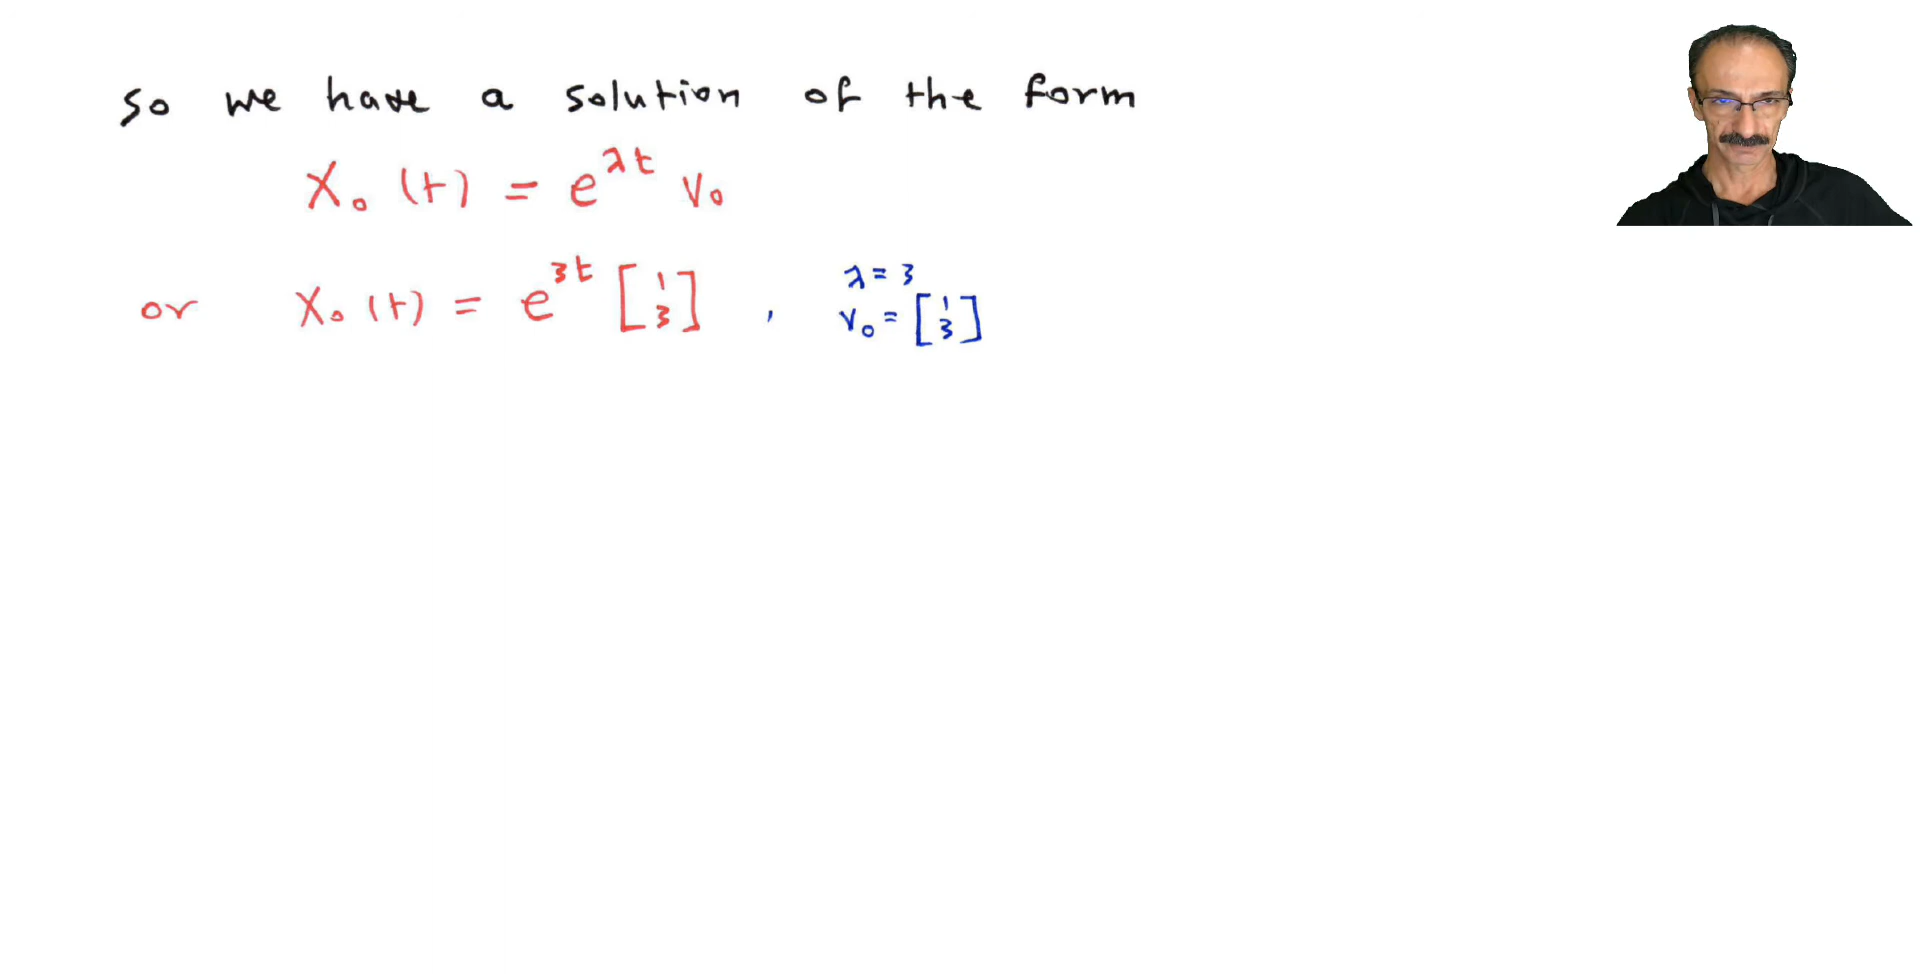 so we have a solution of the form
X₀ (t) = e^{λt} v₀
or X₀ (t) = e^{3t} [1 3] , λ = 3
v₀ = [1 3]